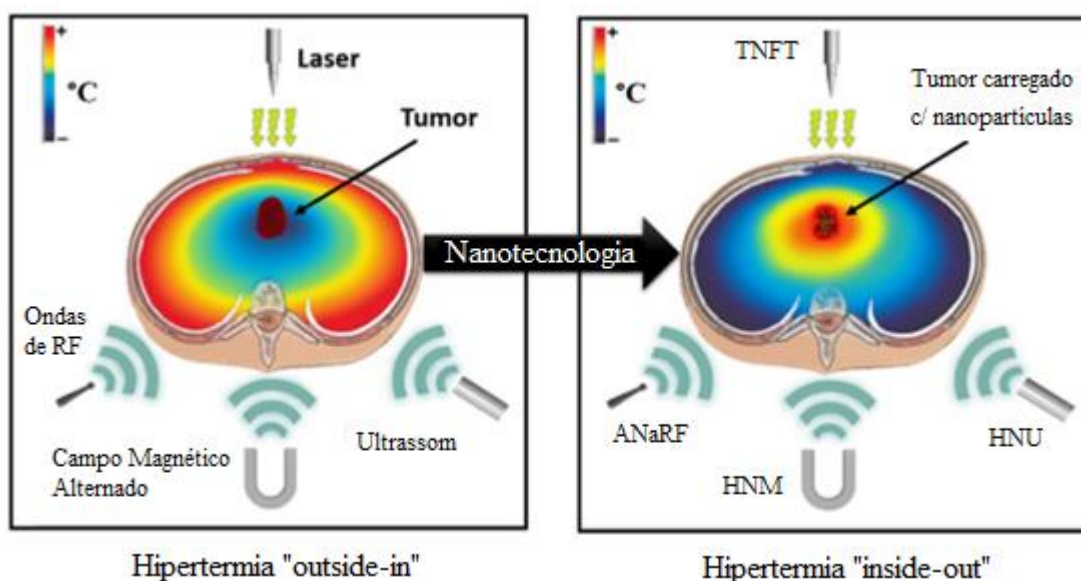 +
°C
−
Laser
Tumor
Ondas
de RF
Campo Magnético
Alternado
Ultrassom
Hipertermia "outside-in"
Nanotecnologia
+
°C
−
TNFT
Tumor carregado
c/ nanopartículas
ANaRF
HNM
HNU
Hipertermia "inside-out"